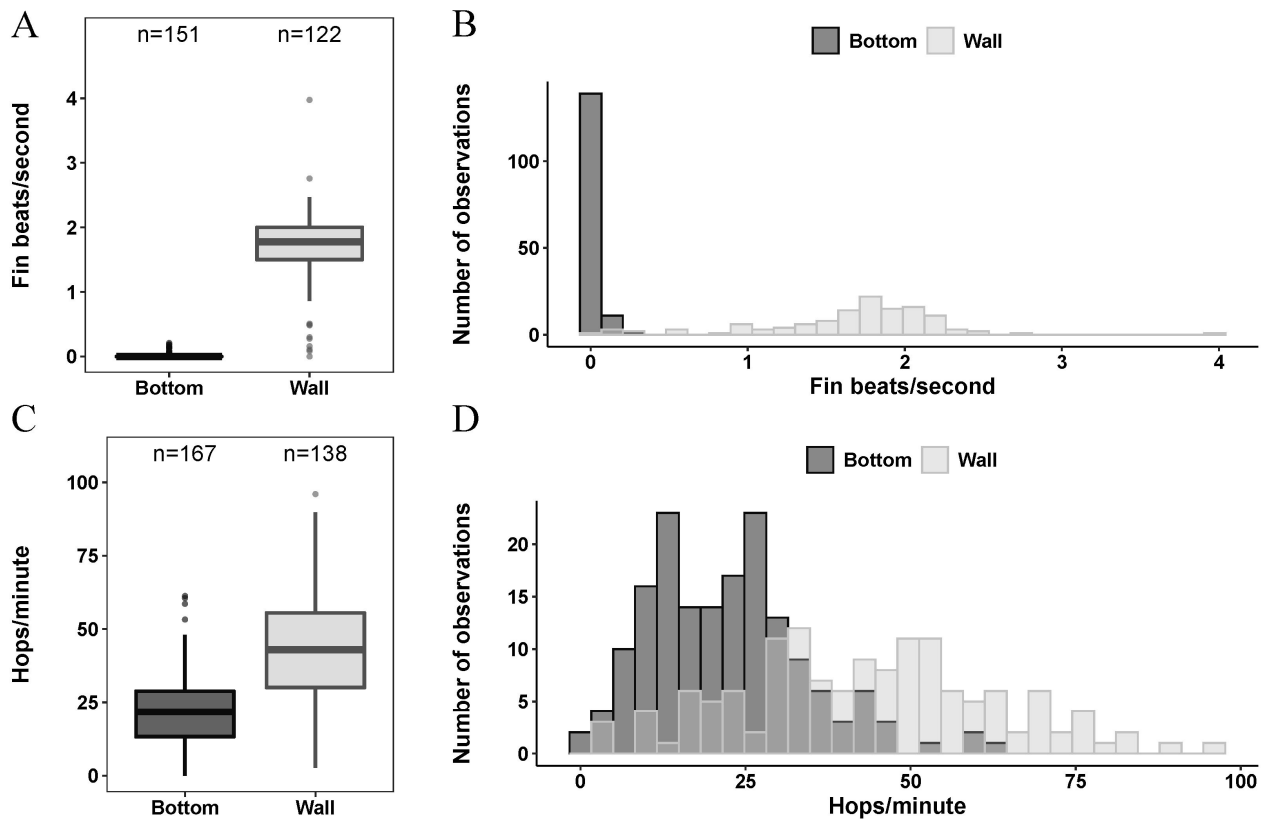 A
n=151 n=122
Fin beats/second
4
3
2
1
0
Bottom Wall
B
Bottom Wall
Number of observations
100
50
0
0 1 2 3 4
Fin beats/second
C
n=167 n=138
Hops/minute
100
75
50
25
0
Bottom Wall
D
Bottom Wall
Number of observations
20
15
10
5
0
0 25 50 75 100
Hops/minute